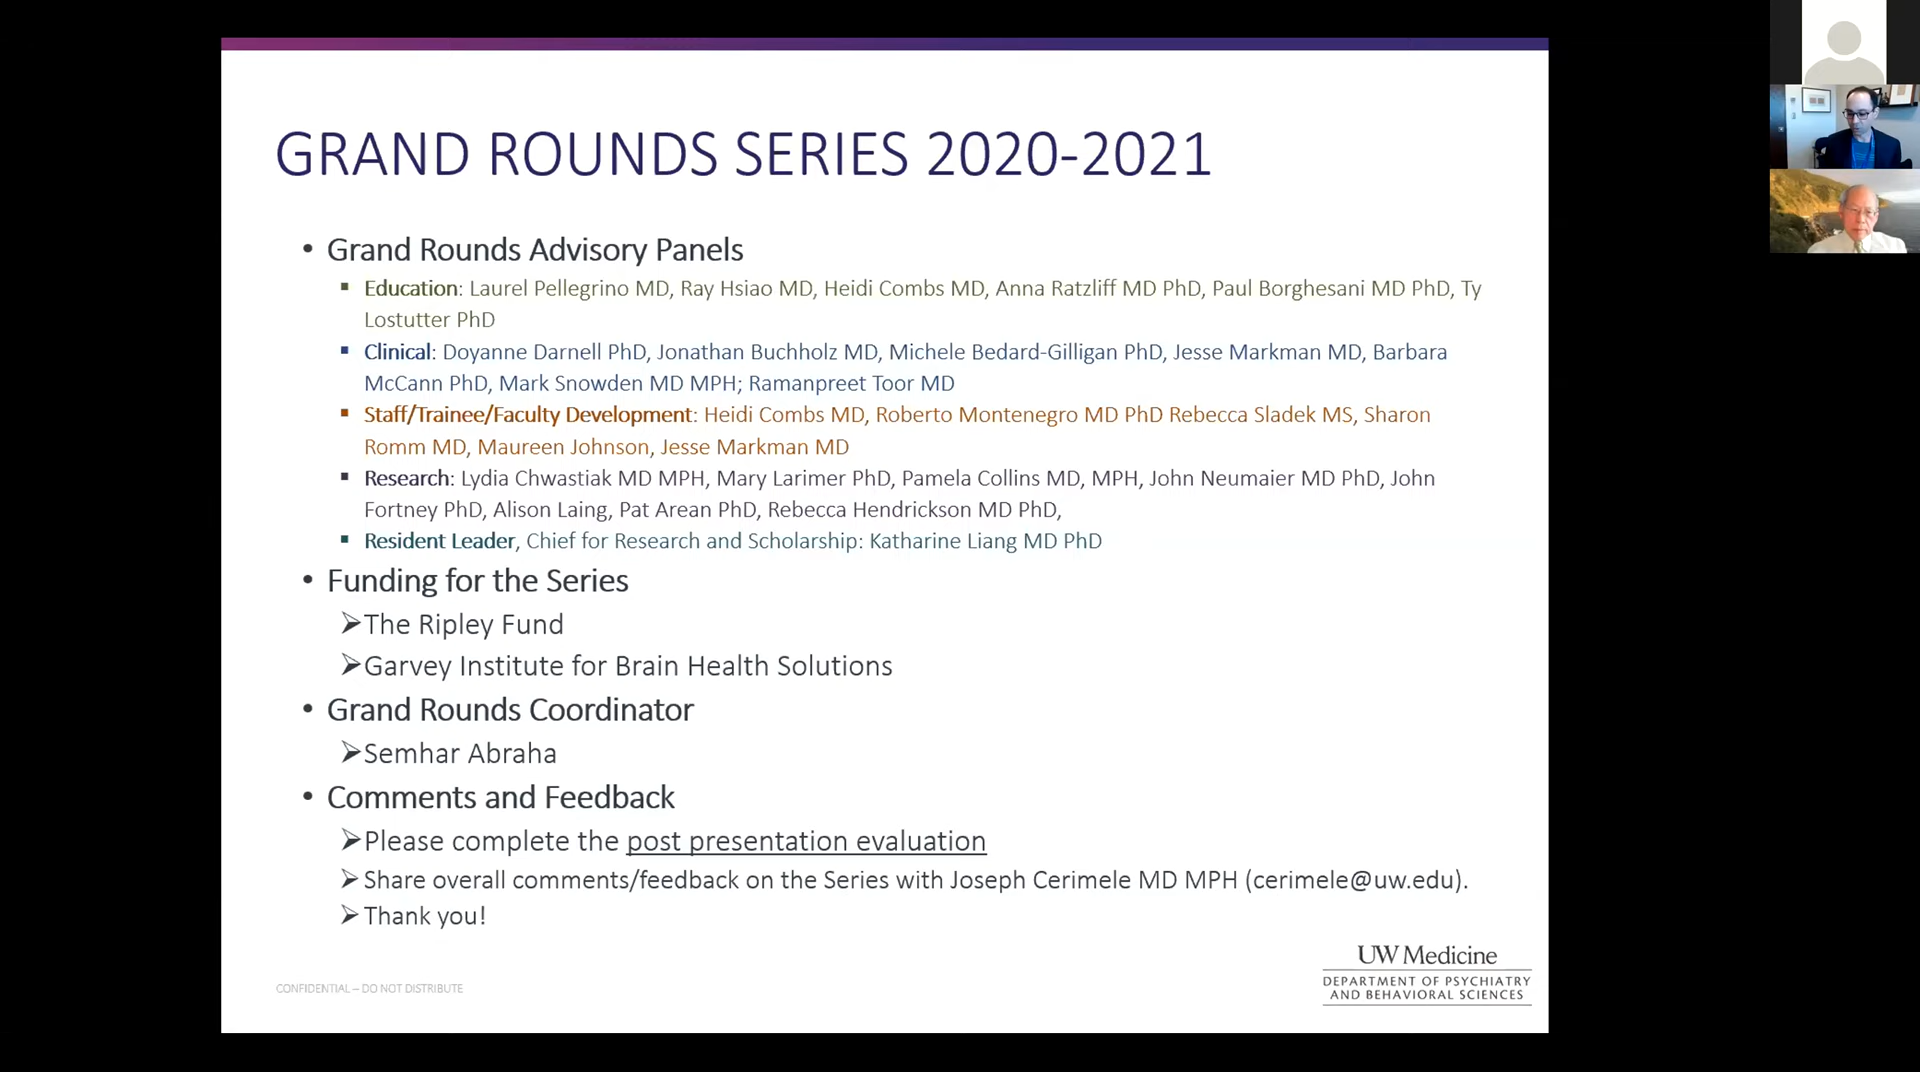 GRAND ROUNDS SERIES 2020-2021
• Grand Rounds Advisory Panels
▪ Education: Laurel Pellegrino MD, Ray Hsiao MD, Heidi Combs MD, Anna Ratzliff MD PhD, Paul Borghesani MD PhD, Ty
Lostutter PhD
▪ Clinical: Doyanne Darnell PhD, Jonathan Buchholz MD, Michele Bedard-Gilligan PhD, Jesse Markman MD, Barbara
McCann PhD, Mark Snowden MD MPH; Ramanpreet Toor MD
▪ Staff/Trainee/Faculty Development: Heidi Combs MD, Roberto Montenegro MD PhD Rebecca Sladek MS, Sharon
Romm MD, Maureen Johnson, Jesse Markman MD
▪ Research: Lydia Chwastiak MD MPH, Mary Larimer PhD, Pamela Collins MD, MPH, John Neumaier MD PhD, John
Fortney PhD, Alison Laing, Pat Arean PhD, Rebecca Hendrickson MD PhD,
▪ Resident Leader, Chief for Research and Scholarship: Katharine Liang MD PhD
• Funding for the Series
➢The Ripley Fund
➢Garvey Institute for Brain Health Solutions
• Grand Rounds Coordinator
➢Semhar Abraha
• Comments and Feedback
➢Please complete the post presentation evaluation
➢Share overall comments/feedback on the Series with Joseph Cerimele MD MPH (cerimele@uw.edu).
➢Thank you!
CONFIDENTIAL – DO NOT DISTRIBUTE
UW Medicine
DEPARTMENT OF PSYCHIATRY
AND BEHAVIORAL SCIENCES